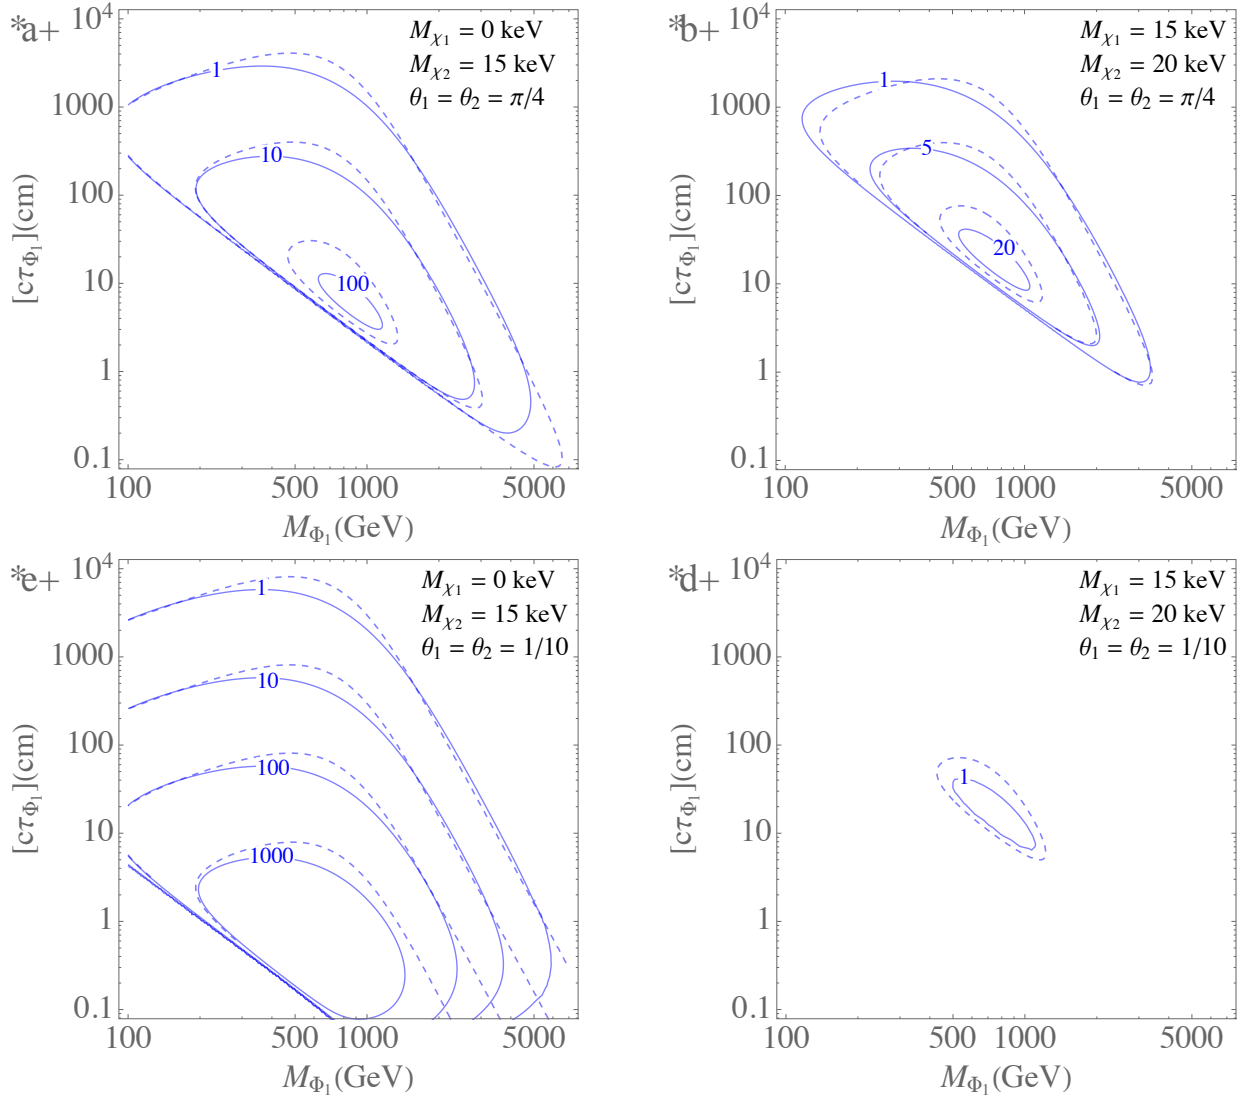 *a+
M_χ1 = 0 keV
M_χ2 = 15 keV
θ1 = θ2 = π/4
10^4
1000
100
10
1
0.1
[cτ_Φ1](cm)
1
10
100
100
500
1000
5000
M_Φ1(GeV)
*b+
M_χ1 = 15 keV
M_χ2 = 20 keV
θ1 = θ2 = π/4
10^4
1000
100
10
1
0.1
[cτ_Φ1](cm)
1
5
20
100
500
1000
5000
M_Φ1(GeV)
*e+
M_χ1 = 0 keV
M_χ2 = 15 keV
θ1 = θ2 = 1/10
10^4
1000
100
10
1
0.1
[cτ_Φ1](cm)
1
10
100
1000
100
500
1000
5000
M_Φ1(GeV)
*d+
M_χ1 = 15 keV
M_χ2 = 20 keV
θ1 = θ2 = 1/10
10^4
1000
100
10
1
0.1
[cτ_Φ1](cm)
1
100
500
1000
5000
M_Φ1(GeV)